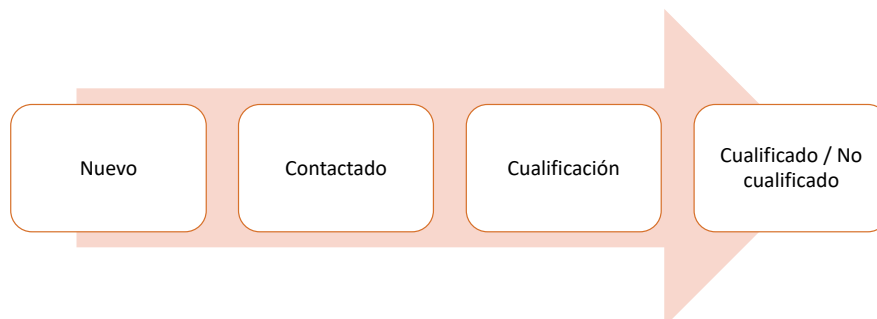 Nuevo
Contactado
Cualificación
Cualificado / No
cualificado